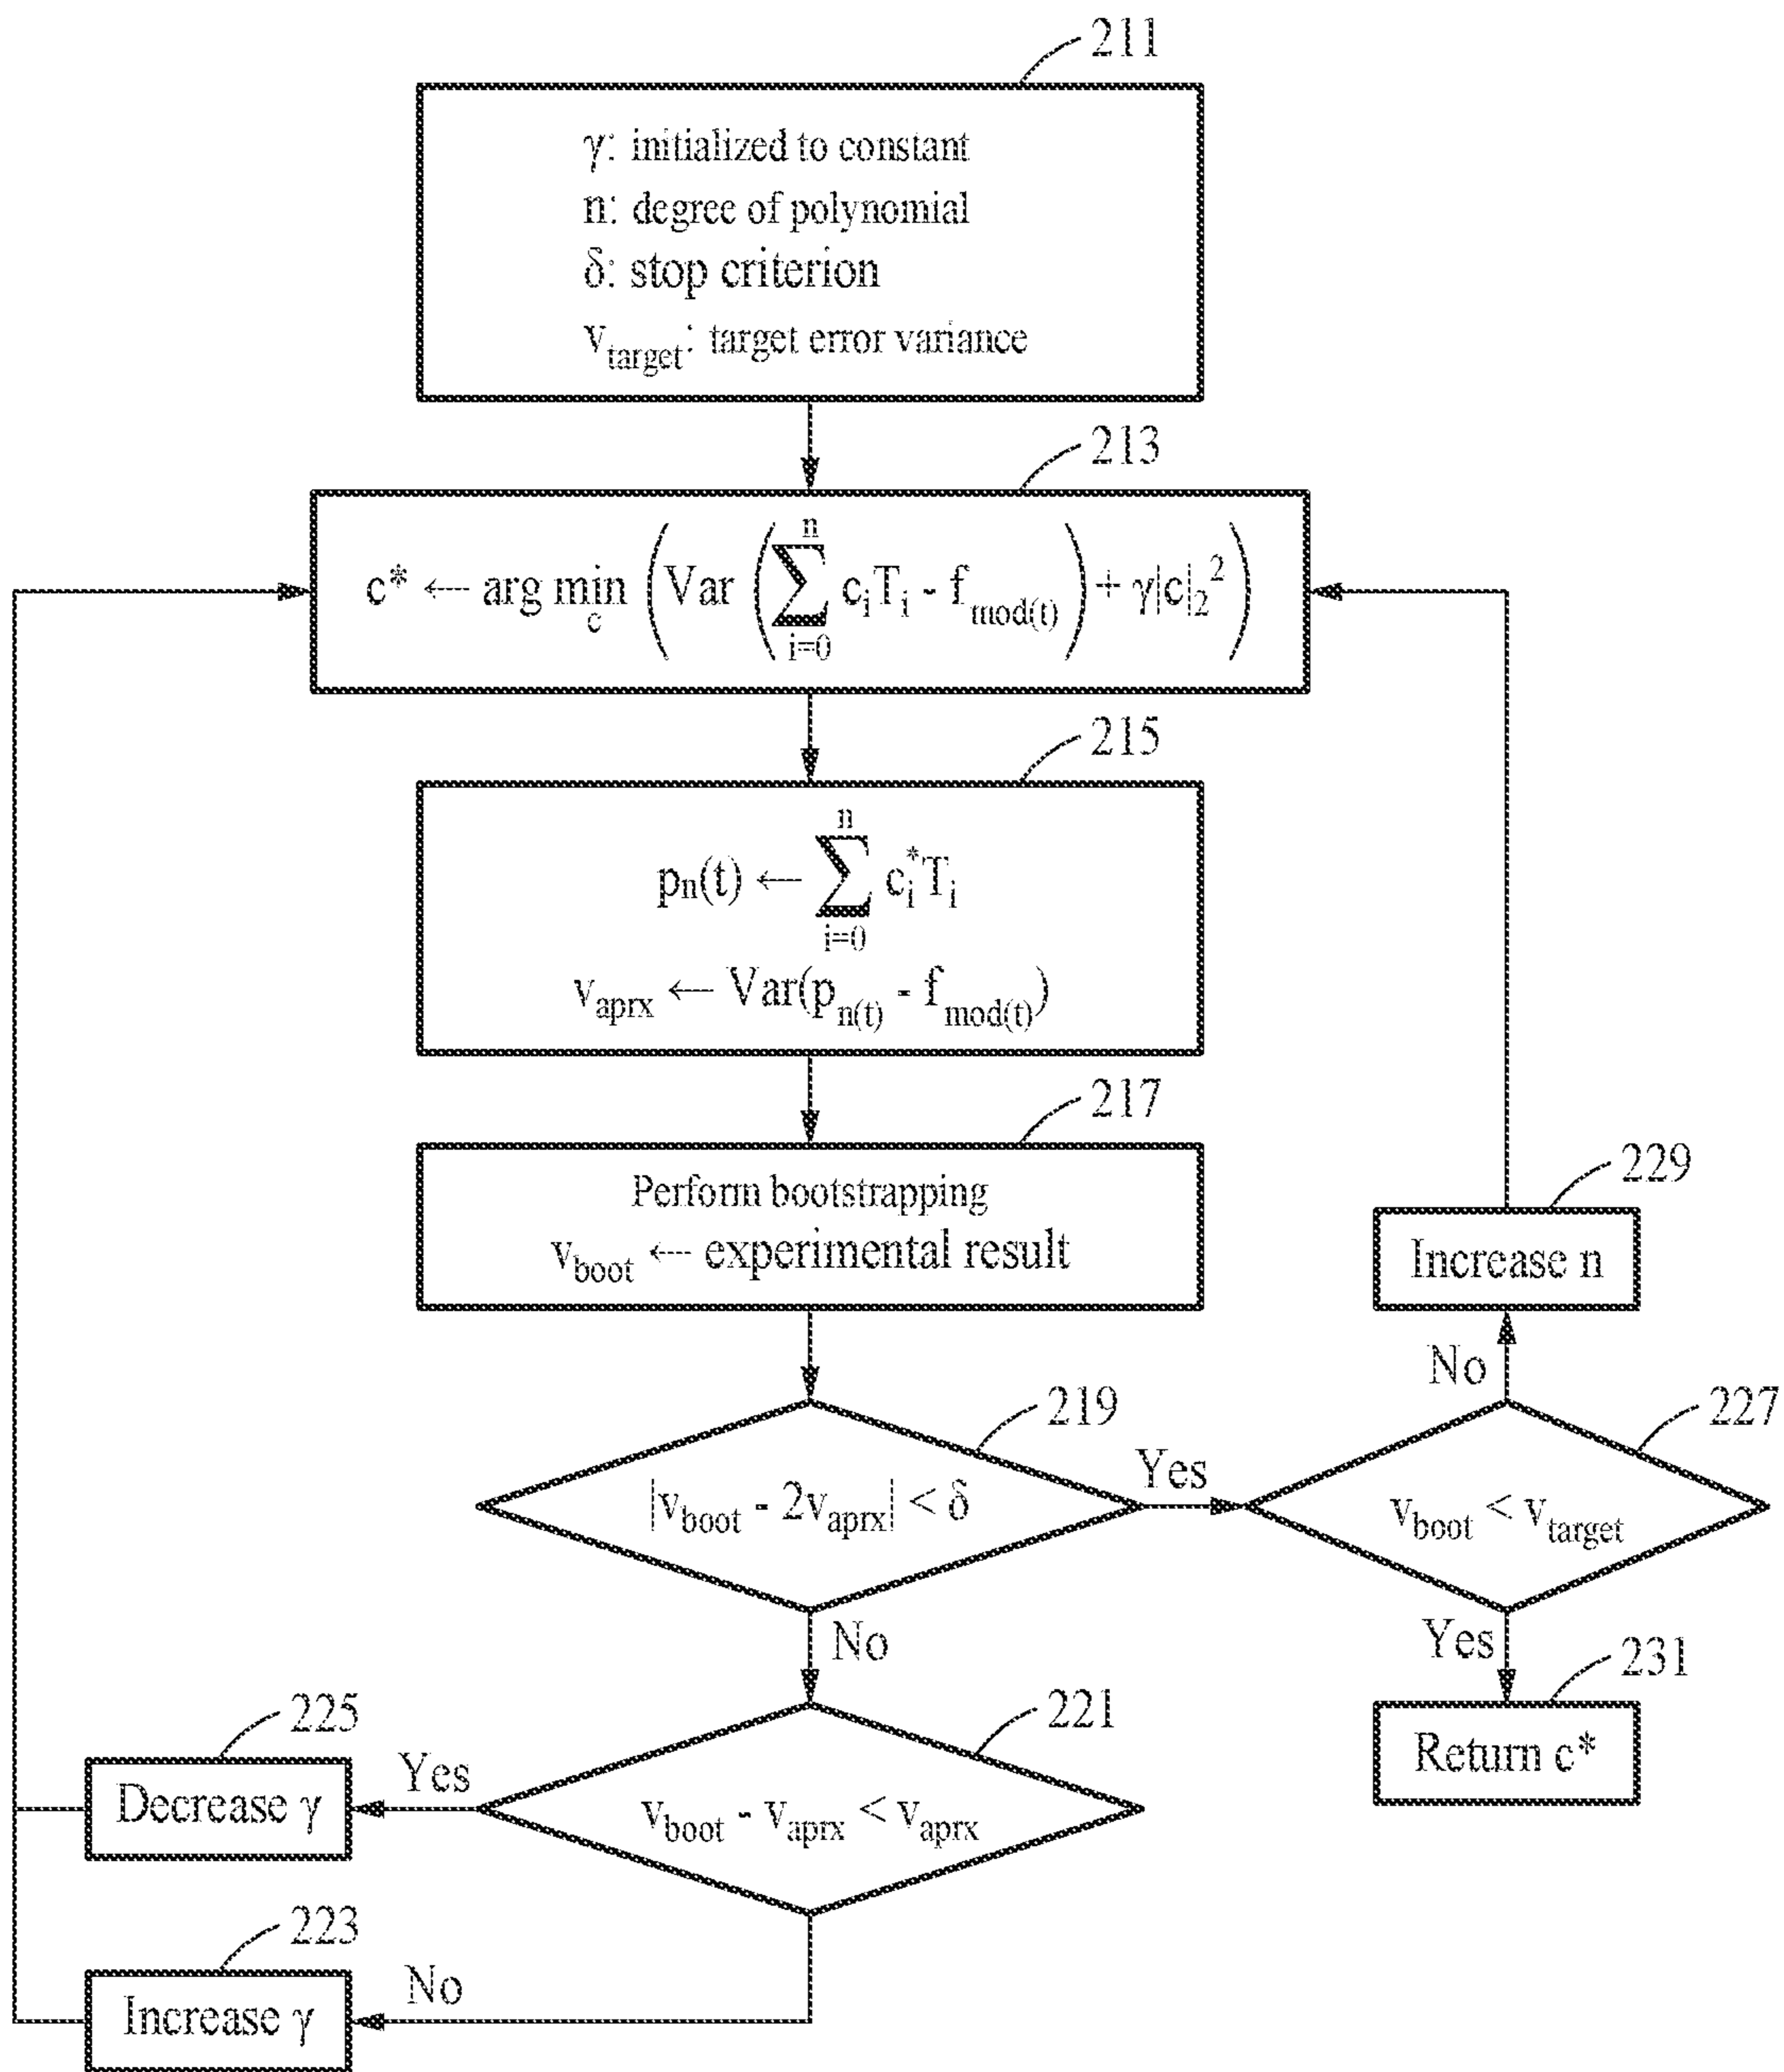 211
γ: initialized to constant
n: degree of polynomial
δ: stop criterion
v_target: target error variance
213
c* ← arg min_c (Var (∑_{i=0}^{n} c_i T_i - f_mod(t)) + γ|c|_2^2)
215
p_n(t) ← ∑_{i=0}^{n} c_i^* T_i
v_aprx ← Var(p_n(t) - f_mod(t))
217
Perform bootstrapping
v_boot ← experimental result
219
|v_boot - 2v_aprx| < δ
Yes
No
227
v_boot < v_target
No
229
Increase n
Yes
231
Return c*
221
v_boot - v_aprx < v_aprx
Yes
225
Decrease γ
No
223
Increase γ